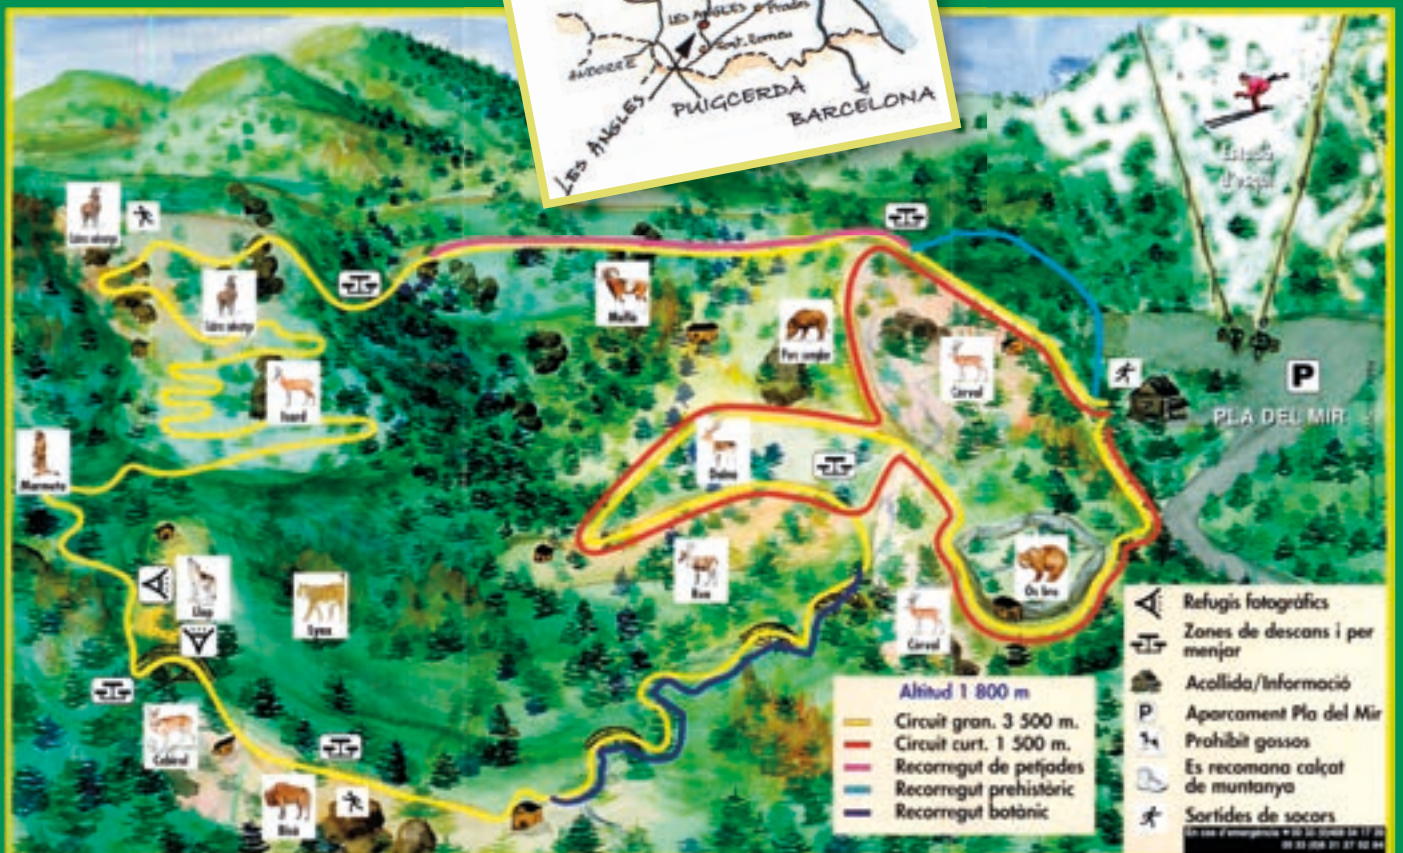 LES ANGLES
Prades
Font-Romeu
ANDORRE
PUIGCERDÀ
BARCELONA
LES ANGLES
Estació
d'esquí
Mufló
Porc senglar
Cérvol
P
PLA DEL MIR
Isard
Marmota
Daina
Ren
Os bru
Llop
Lynx
Cérvol
Cabirol
Bisó
Altitud 1 800 m
Circuit gran. 3 500 m.
Circuit curt. 1 500 m.
Recorregut de petjades
Recorregut prehistòric
Recorregut botànic
Refugis fotogràfics
Zones de descans i per
menjar
Acollida/Informació
P Aparcament Pla del Mir
Prohibit gossos
Es recomana calçat
de muntanya
Sortides de socors
En cas d'emergència